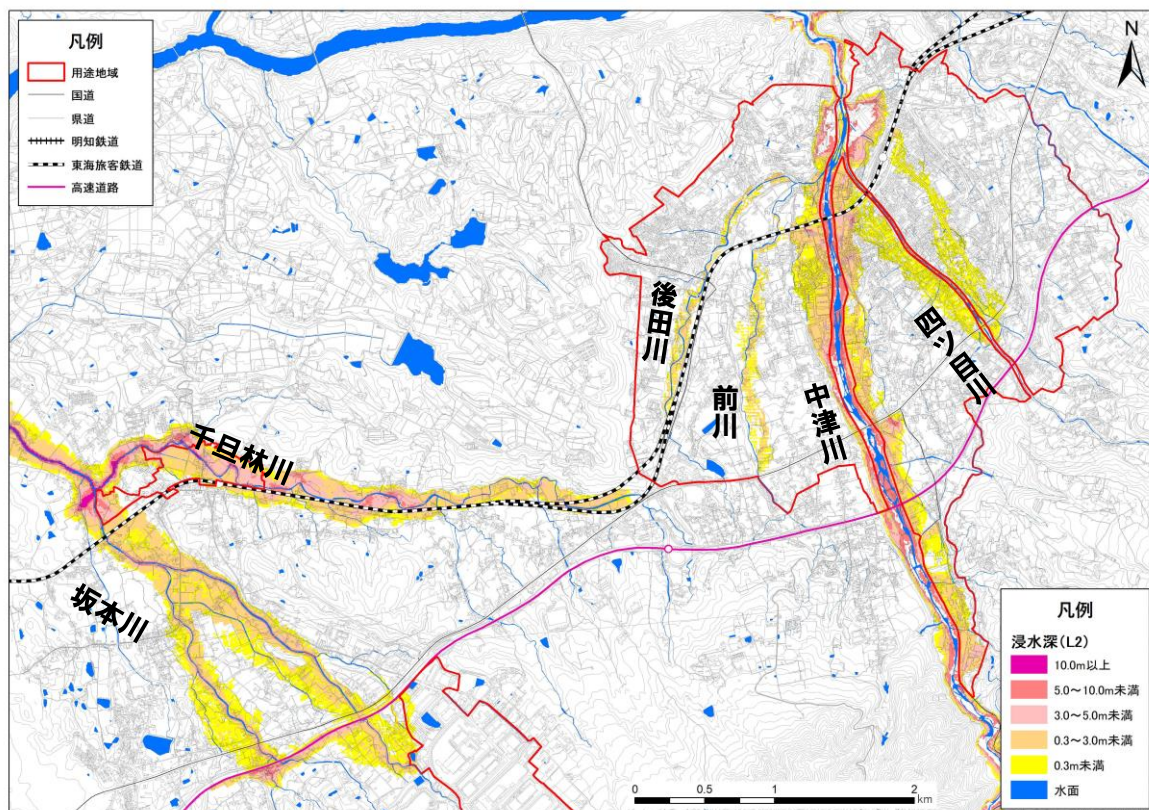 凡例
用途地域
国道
県道
明知鉄道
東海旅客鉄道
高速道路
N
後田川
四ツ目川
前川
中津川
千旦林川
坂本川
凡例
浸水深(L2)
10.0m以上
5.0～10.0m未満
3.0～5.0m未満
0.3～3.0m未満
0.3m未満
水面
0 0.5 1 2
km